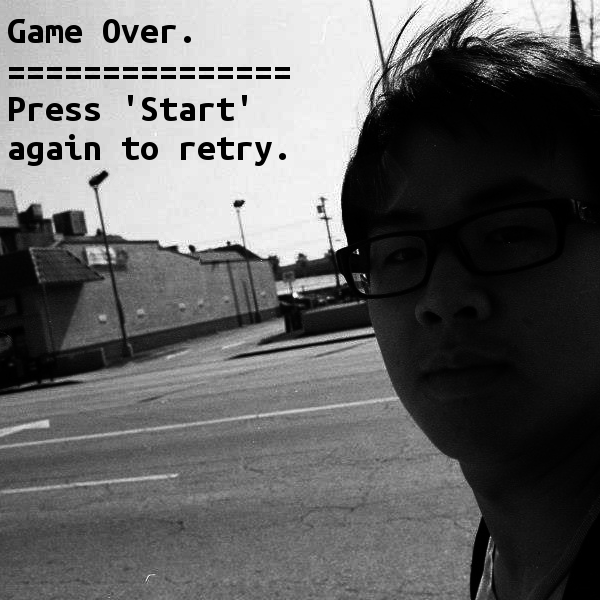 Game Over.
===============
Press 'Start'
again to retry.